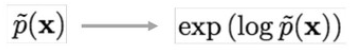 p̃(x) ⟶ exp (log p̃(x))